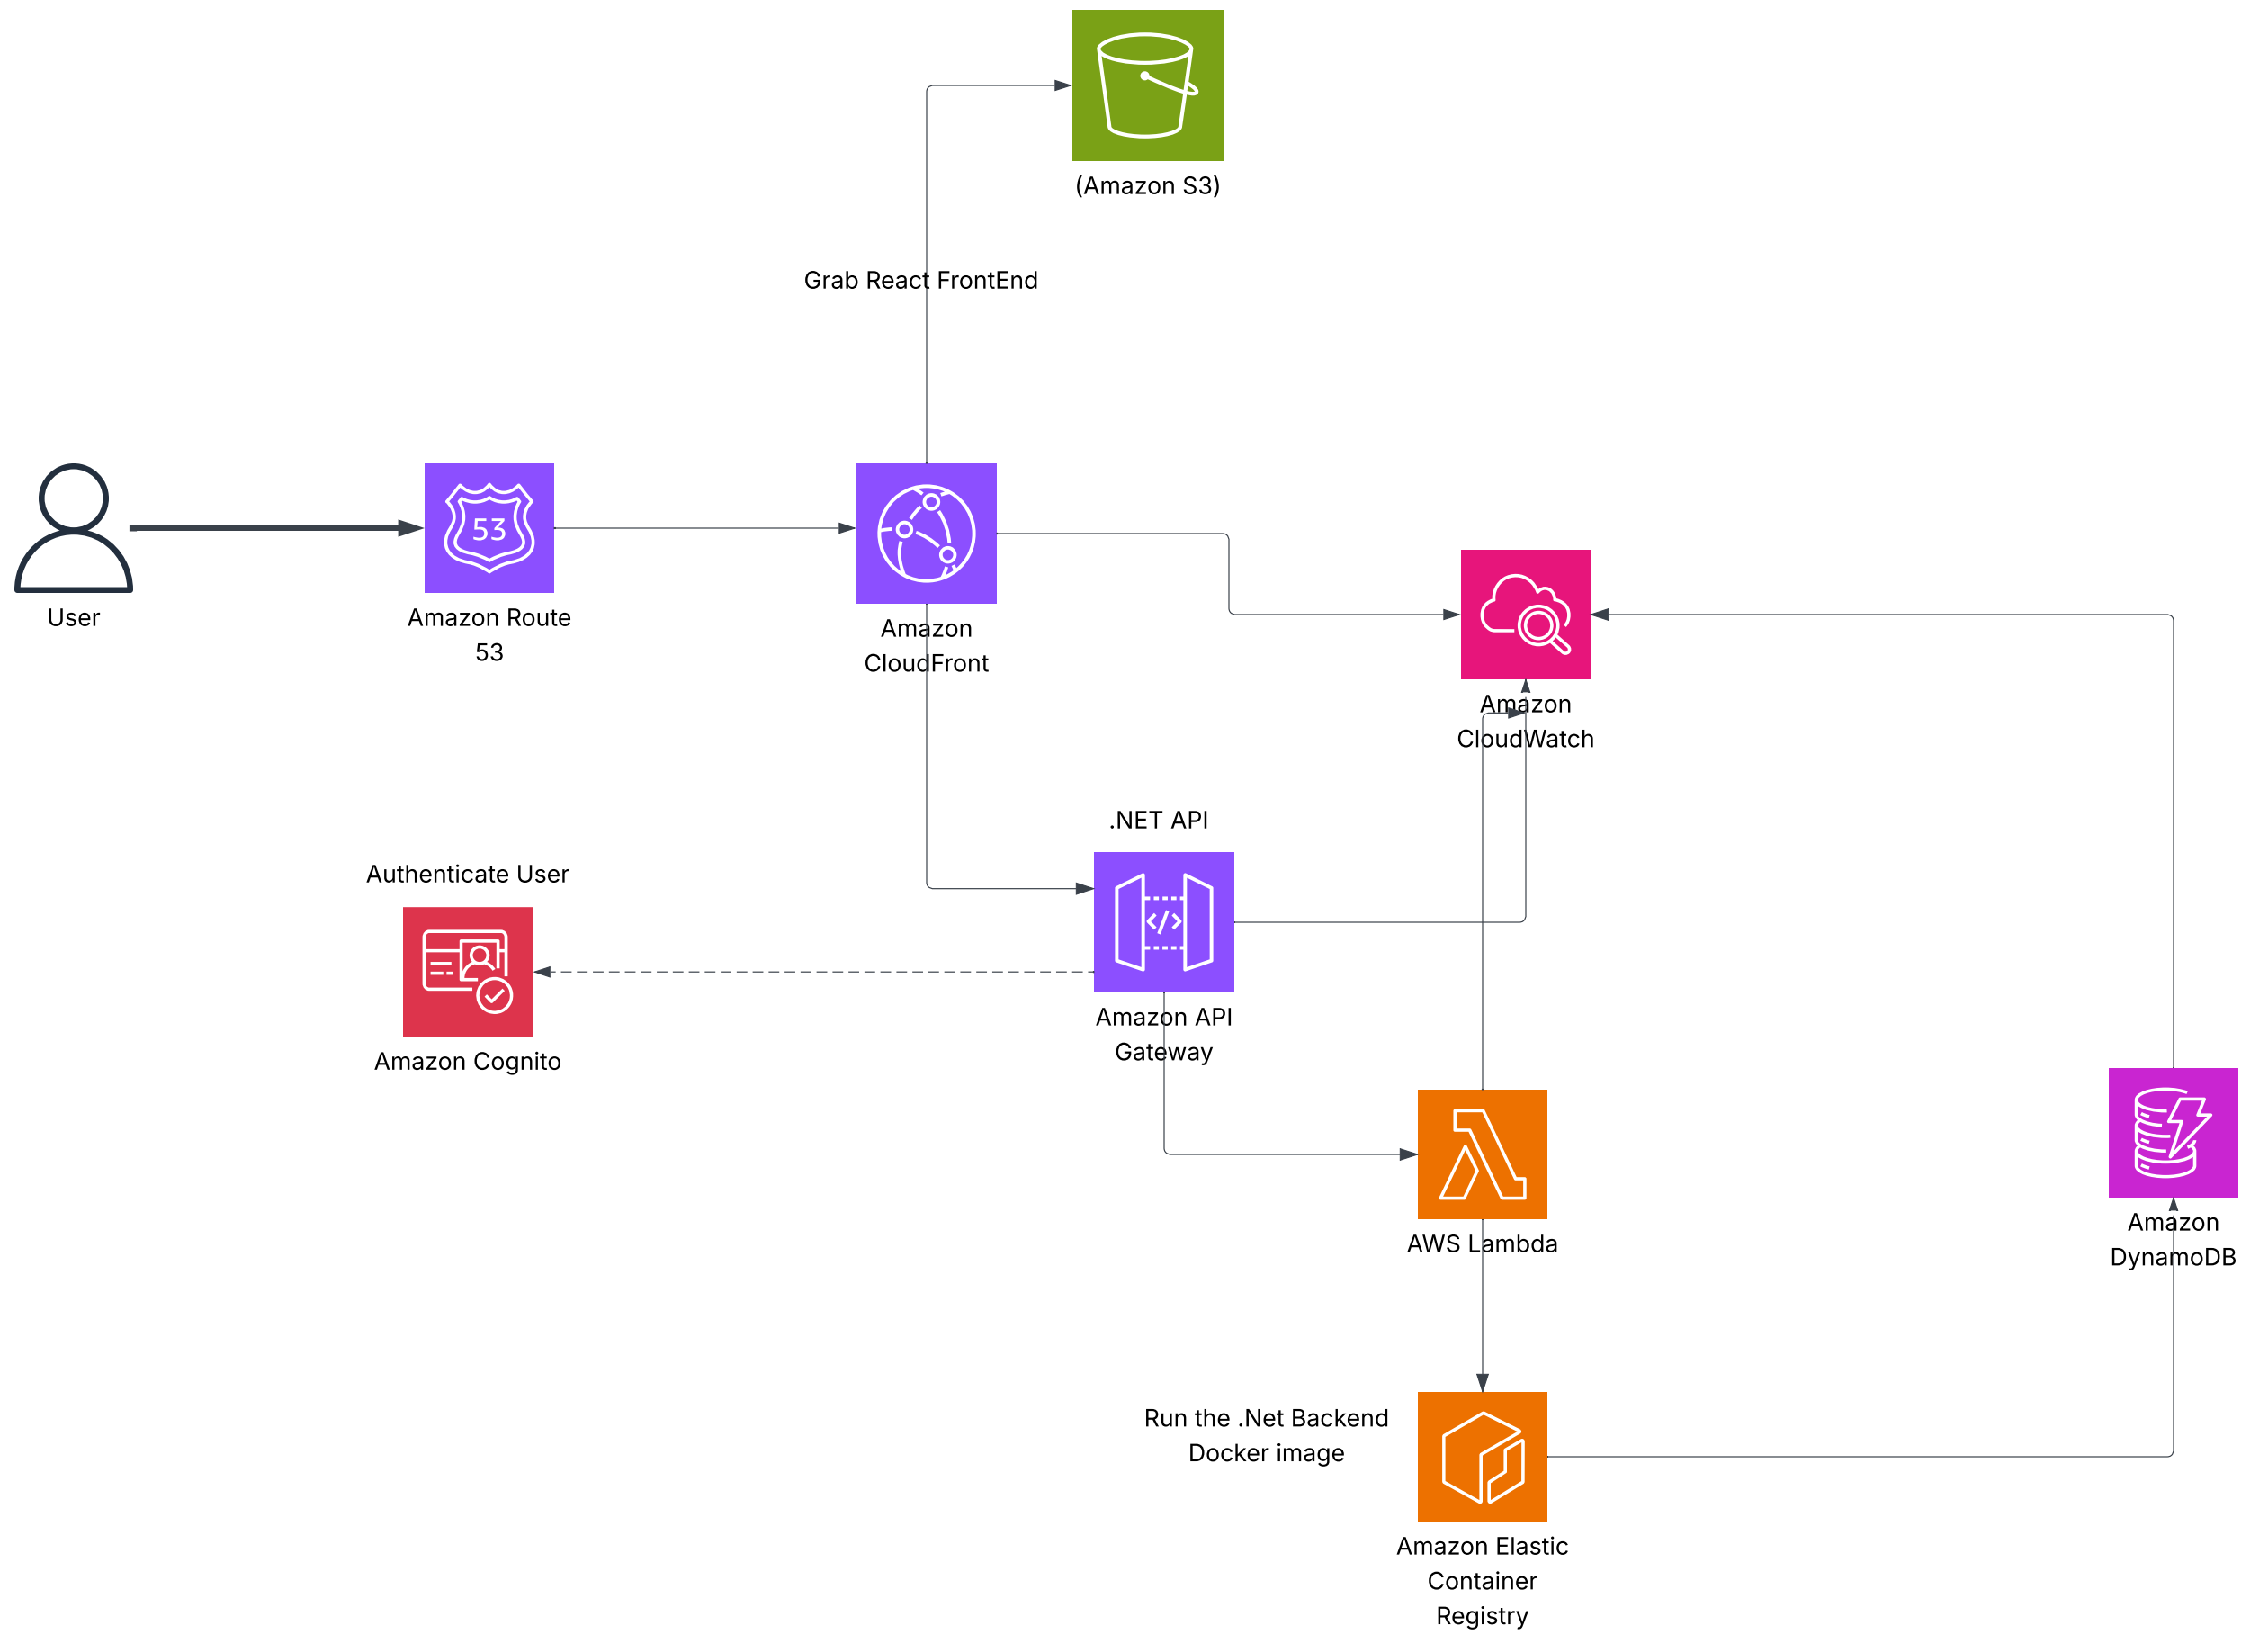 (Amazon S3)
Grab React FrontEnd
53
User
Amazon Route
53
Amazon
CloudFront
Amazon
CloudWatch
.NET API
Authenticate User
Amazon Cognito
Amazon API
Gateway
AWS Lambda
Amazon
DynamoDB
Run the .Net Backend
Docker image
Amazon Elastic
Container
Registry